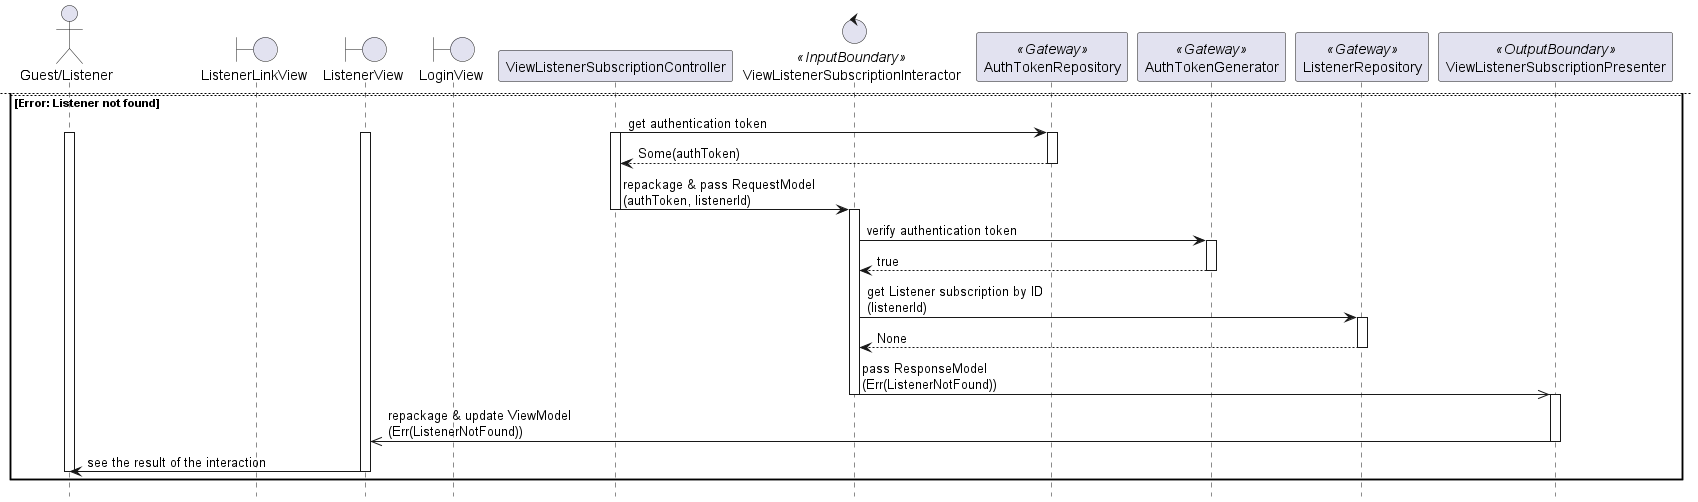 Guest/Listener
ListenerLinkView
ListenerView
LoginView
ViewListenerSubscriptionController
«InputBoundary»
ViewListenerSubscriptionInteractor
«Gateway»
AuthTokenRepository
«Gateway»
AuthTokenGenerator
«Gateway»
ListenerRepository
«OutputBoundary»
ViewListenerSubscriptionPresenter
[Error: Listener not found]
get authentication token
Some(authToken)
repackage & pass RequestModel
(authToken, listenerId)
verify authentication token
true
get Listener subscription by ID
(listenerId)
None
pass ResponseModel
(Err(ListenerNotFound))
repackage & update ViewModel
(Err(ListenerNotFound))
see the result of the interaction